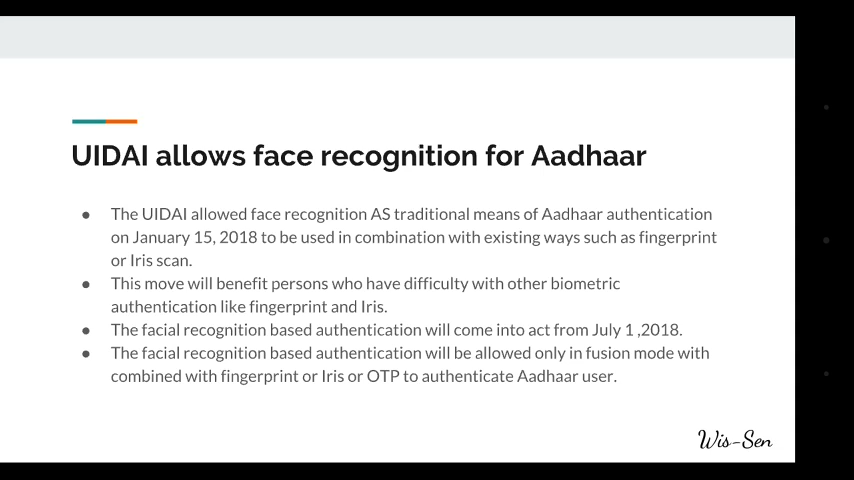 UIDAI allows face recognition for Aadhaar
● The UIDAI allowed face recognition AS traditional means of Aadhaar authentication
on January 15, 2018 to be used in combination with existing ways such as fingerprint
or Iris scan.
● This move will benefit persons who have difficulty with other biometric
authentication like fingerprint and Iris.
● The facial recognition based authentication will come into act from July 1 ,2018.
● The facial recognition based authentication will be allowed only in fusion mode with
combined with fingerprint or Iris or OTP to authenticate Aadhaar user.
Wis-Sen